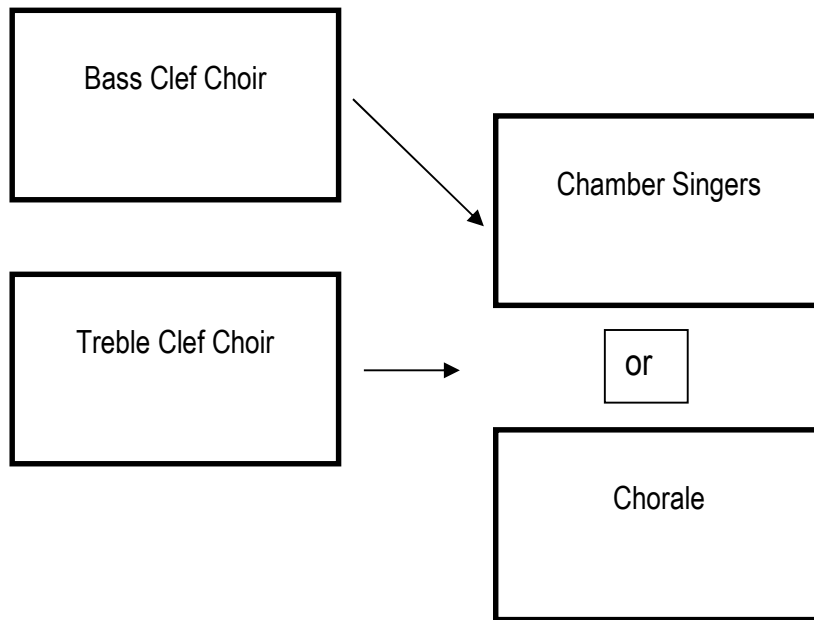 Bass Clef Choir
Chamber Singers
Treble Clef Choir
or
Chorale